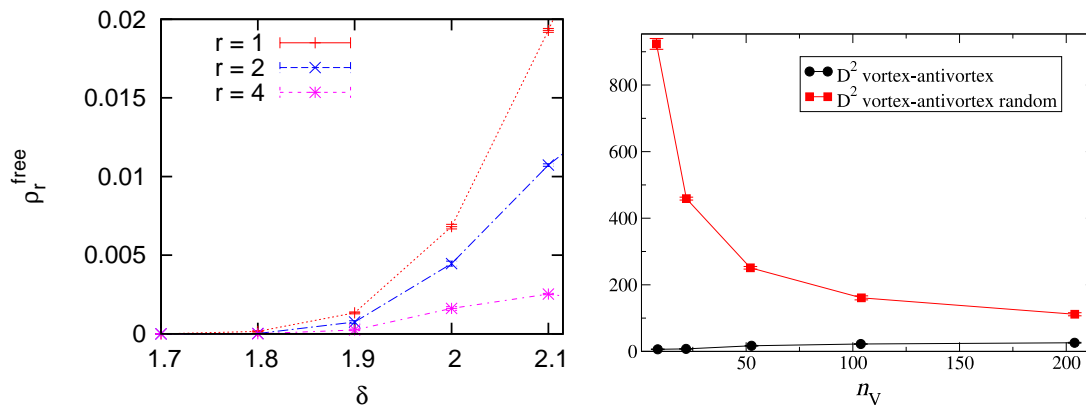 0.02
0.015
0.01
0.005
0
ρ_r^free
r = 1
r = 2
r = 4
1.7 1.8 1.9 2 2.1
δ
800
600
400
200
0
D² vortex-antivortex
D² vortex-antivortex random
50 100 150 200
n_V